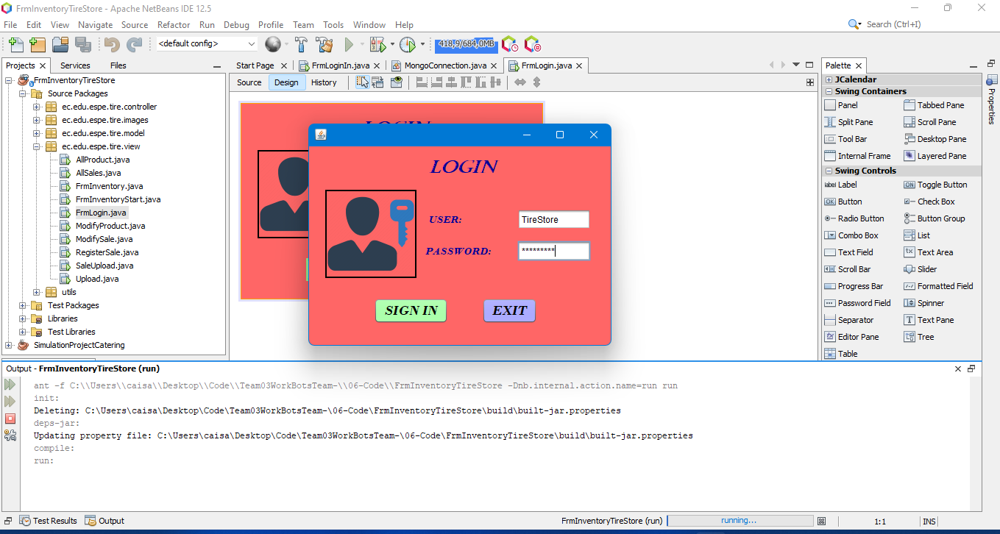 FrmInventoryTireStore - Apache NetBeans IDE 12.5
File Edit View Navigate Source Refactor Run Debug Profile Team Tools Window Help
Search (Ctrl+I)
<default config>
418,9/684,0MB
Projects Services Files
FrmInventoryTireStore
Source Packages
ec.edu.espe.tire.controller
ec.edu.espe.tire.images
ec.edu.espe.tire.model
ec.edu.espe.tire.view
AllProduct.java
AllSales.java
FrmInventory.java
FrmInventoryStart.java
FrmLogin.java
ModifyProduct.java
ModifySale.java
RegisterSale.java
SaleUpload.java
Upload.java
utils
Test Packages
Libraries
Test Libraries
SimulationProjectCatering
Start Page FrmLoginIn.java MongoConnection.java FrmLogin.java
Source Design History
LOGIN
LOGIN
USER: TireStore
PASSWORD: *********
SIGN IN EXIT
Palette
JCalendar
Swing Containers
Panel Tabbed Pane
Split Pane Scroll Pane
Tool Bar Desktop Pane
Internal Frame Layered Pane
Swing Controls
label Label ON Toggle Button
OK Button Check Box
Radio Button Button Group
Combo Box List
Text Field Text Area
Scroll Bar Slider
Progress Bar Formatted Field
Password Field Spinner
Separator Text Pane
Editor Pane Tree
Table
Properties
Output - FrmInventoryTireStore (run)
ant -f C:\\Users\\caisa\\Desktop\\Code\\Team03WorkBotsTeam-\\06-Code\\FrmInventoryTireStore -Dnb.internal.action.name=run run
init:
Deleting: C:\Users\caisa\Desktop\Code\Team03WorkBotsTeam-\06-Code\FrmInventoryTireStore\build\built-jar.properties
deps-jar:
Updating property file: C:\Users\caisa\Desktop\Code\Team03WorkBotsTeam-\06-Code\FrmInventoryTireStore\build\built-jar.properties
compile:
run:
Test Results Output
FrmInventoryTireStore (run) running... 1:1 INS